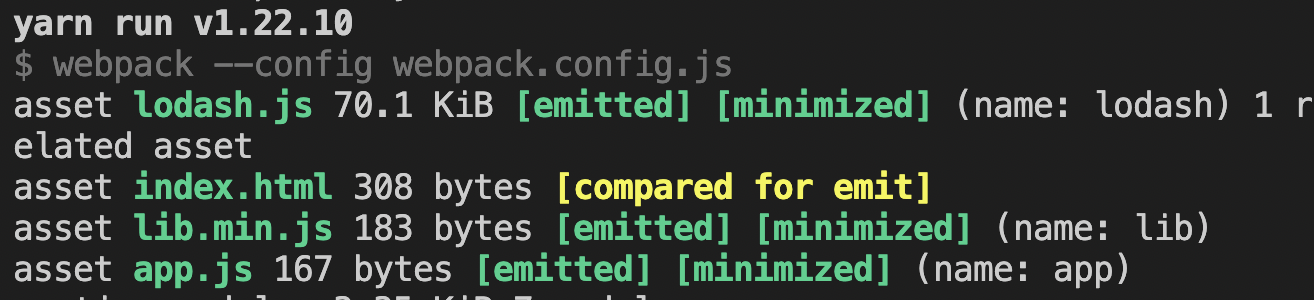 yarn run v1.22.10
$ webpack --config webpack.config.js
asset lodash.js 70.1 KiB [emitted] [minimized] (name: lodash) 1 r
elated asset
asset index.html 308 bytes [compared for emit]
asset lib.min.js 183 bytes [emitted] [minimized] (name: lib)
asset app.js 167 bytes [emitted] [minimized] (name: app)